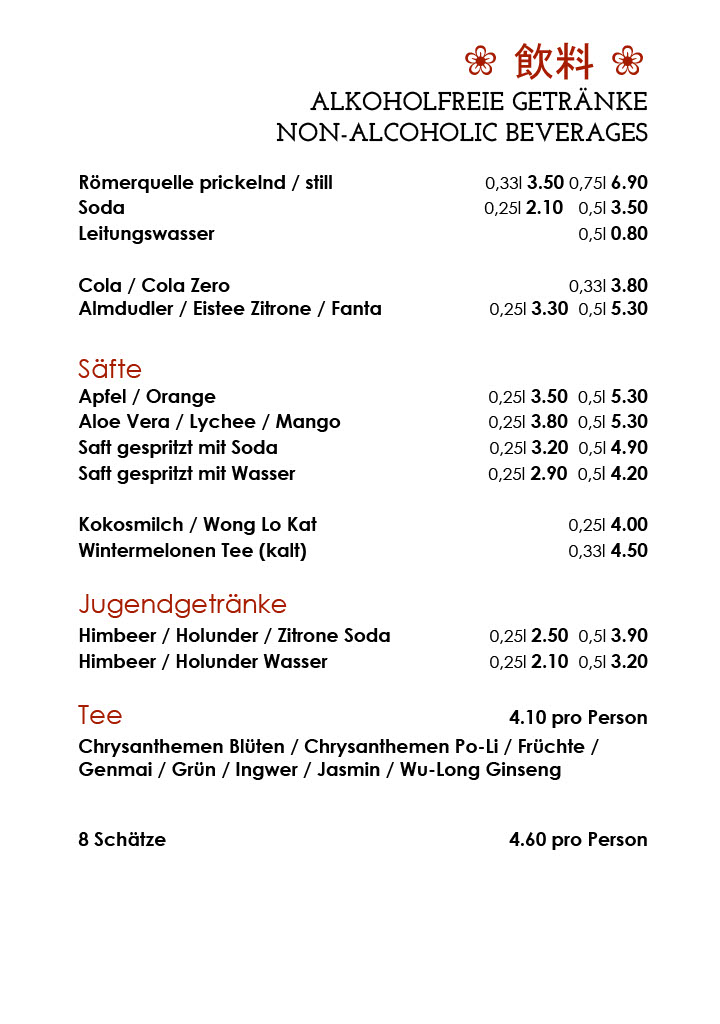 飲料
ALKOHOLFREIE GETRÄNKE
NON-ALCOHOLIC BEVERAGES
Römerquelle prickelnd / still 0,33l 3.50 0,75l 6.90
Soda 0,25l 2.10 0,5l 3.50
Leitungswasser 0,5l 0.80
Cola / Cola Zero 0,33l 3.80
Almdudler / Eistee Zitrone / Fanta 0,25l 3.30 0,5l 5.30
Säfte
Apfel / Orange 0,25l 3.50 0,5l 5.30
Aloe Vera / Lychee / Mango 0,25l 3.80 0,5l 5.30
Saft gespritzt mit Soda 0,25l 3.20 0,5l 4.90
Saft gespritzt mit Wasser 0,25l 2.90 0,5l 4.20
Kokosmilch / Wong Lo Kat 0,25l 4.00
Wintermelonen Tee (kalt) 0,33l 4.50
Jugendgetränke
Himbeer / Holunder / Zitrone Soda 0,25l 2.50 0,5l 3.90
Himbeer / Holunder Wasser 0,25l 2.10 0,5l 3.20
Tee 4.10 pro Person
Chrysanthemen Blüten / Chrysanthemen Po-Li / Früchte /
Genmai / Grün / Ingwer / Jasmin / Wu-Long Ginseng
8 Schätze 4.60 pro Person